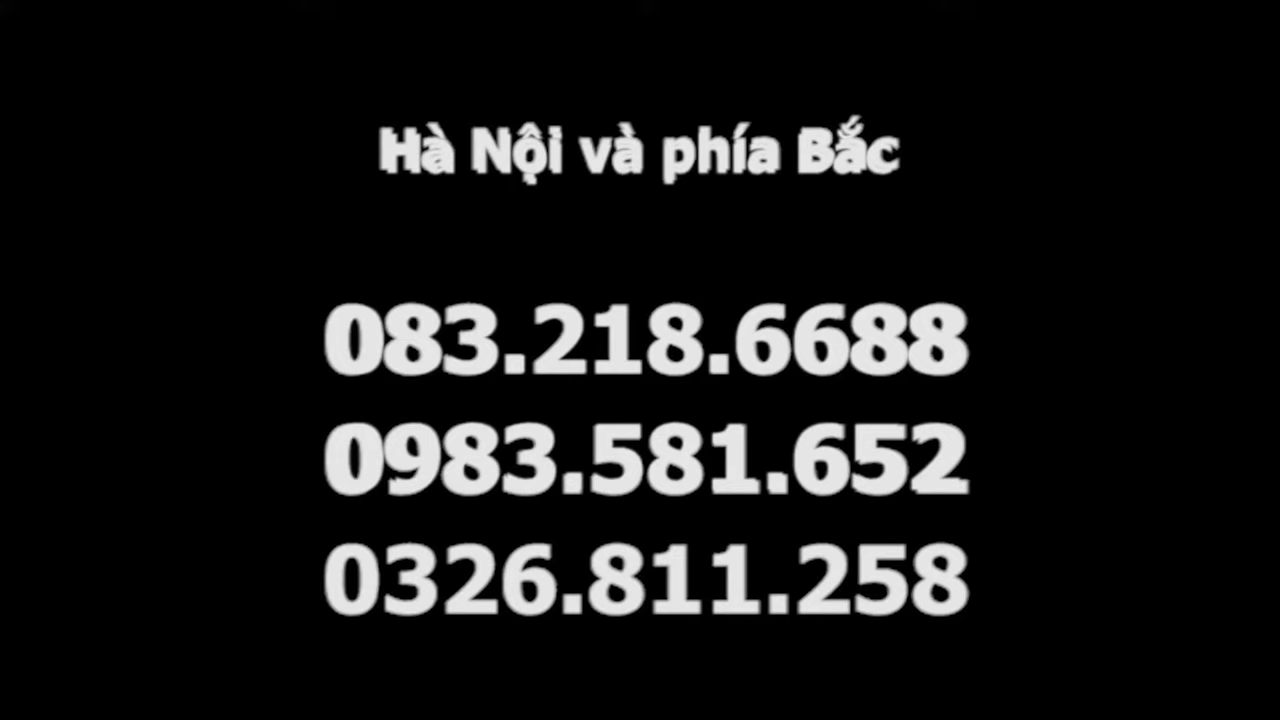 Hà Nội và phía Bắc
083.218.6688
0983.581.652
0326.811.258